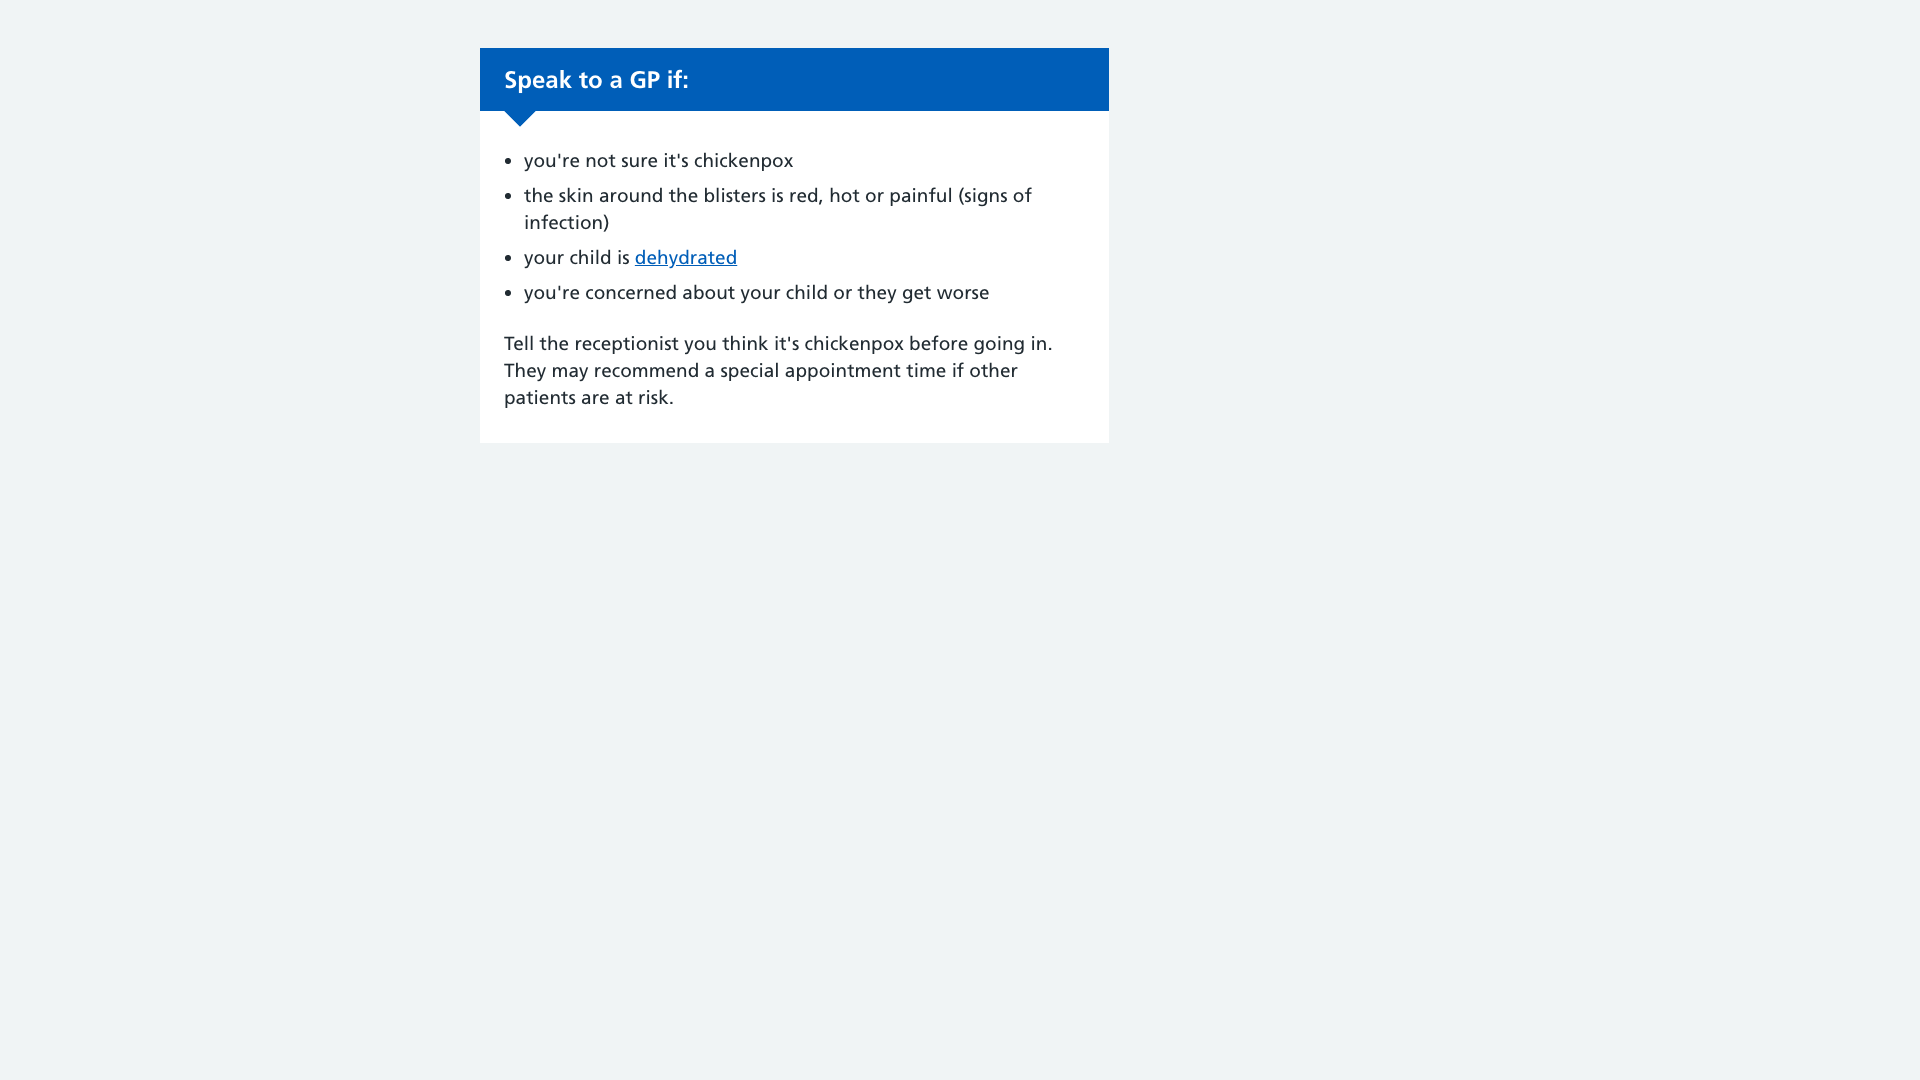 Speak to a GP if:
you're not sure it's chickenpox
the skin around the blisters is red, hot or painful (signs of
infection)
your child is dehydrated
you're concerned about your child or they get worse
Tell the receptionist you think it's chickenpox before going in.
They may recommend a special appointment time if other
patients are at risk.